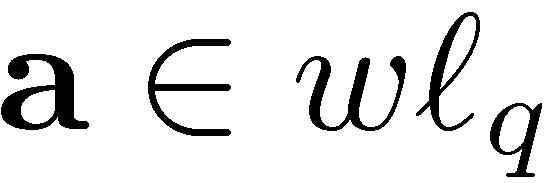 𝐚 ∈ 𝑤ℓ_𝑞